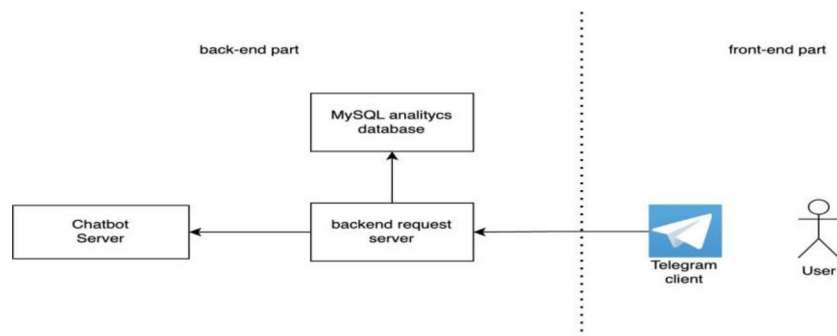 back-end part
front-end part
MySQL analitycs
database
Chatbot
Server
backend request
server
Telegram
client
User